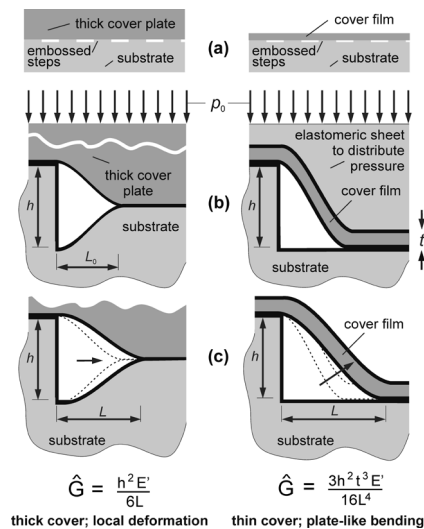 thick cover plate
cover film
embossed
steps
substrate
(a)
embossed
steps
substrate
p₀
thick cover
plate
substrate
h
L₀
(b)
elastomeric sheet
to distribute
pressure
cover film
h
t
substrate
h
L
substrate
(c)
cover film
h
L
substrate
Ĝ = h²E’ / 6L
thick cover; local deformation
Ĝ = 3h²t³E’ / 16L⁴
thin cover; plate-like bending